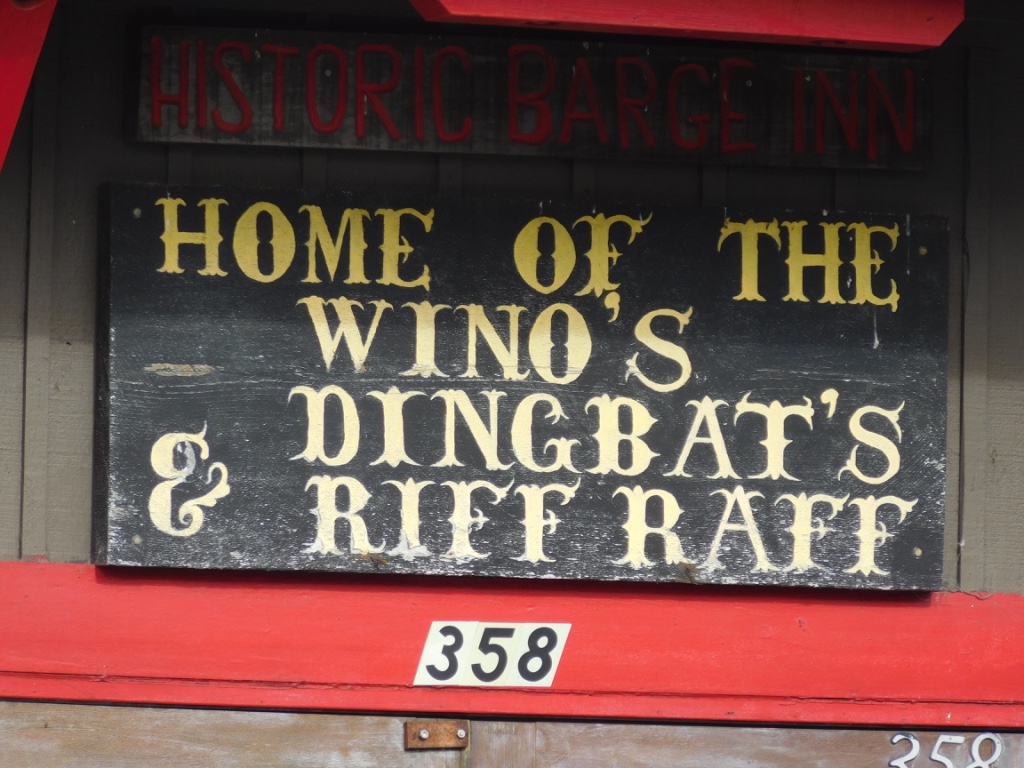 HISTORIC BARGE INN
HOME OF THE
WINO'S
DINGBAT'S
& RIFF RAFF
358
358